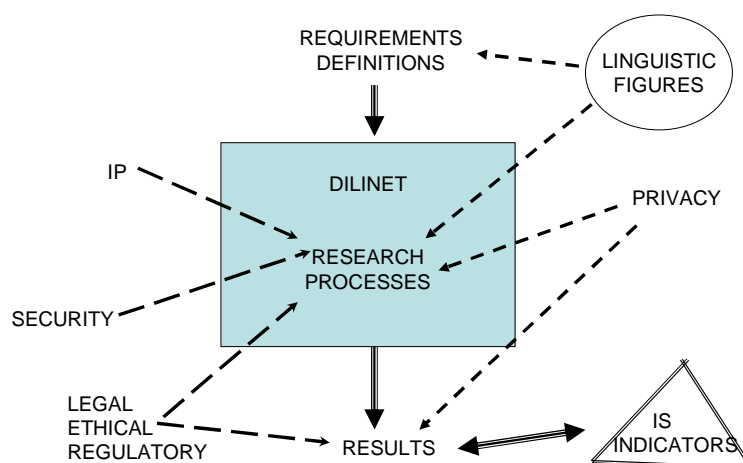 REQUIREMENTS
DEFINITIONS
LINGUISTIC
FIGURES
IP
DILINET
PRIVACY
RESEARCH
PROCESSES
SECURITY
LEGAL
ETHICAL
REGULATORY
RESULTS
IS
INDICATORS